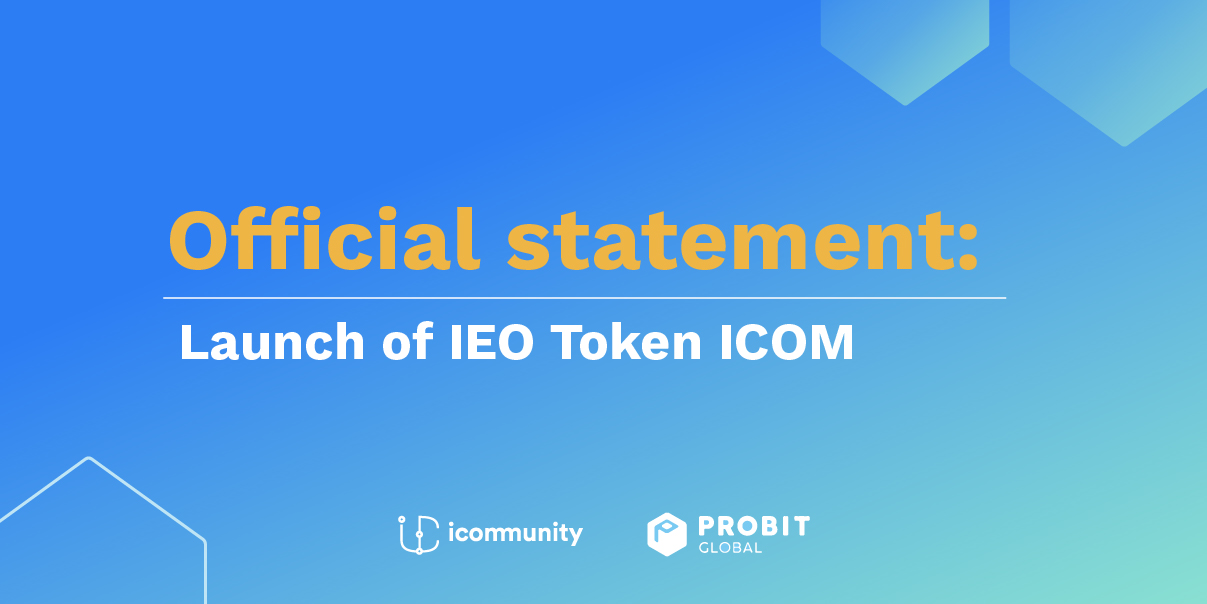 Official statement:
Launch of IEO Token ICOM
icommunity
PROBIT
GLOBAL